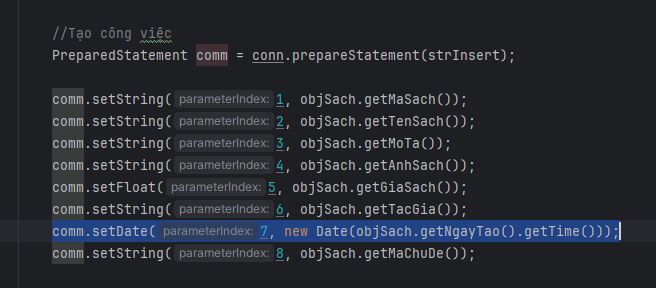 //Tạo công việc
PreparedStatement comm = conn.prepareStatement(strInsert);
comm.setString( parameterIndex: 1, objSach.getMaSach());
comm.setString( parameterIndex: 2, objSach.getTenSach());
comm.setString( parameterIndex: 3, objSach.getMoTa());
comm.setString( parameterIndex: 4, objSach.getAnhSach());
comm.setFloat( parameterIndex: 5, objSach.getGiaSach());
comm.setString( parameterIndex: 6, objSach.getTacGia());
comm.setDate( parameterIndex: 7, new Date(objSach.getNgayTao().getTime()));
comm.setString( parameterIndex: 8, objSach.getMaChuDe());